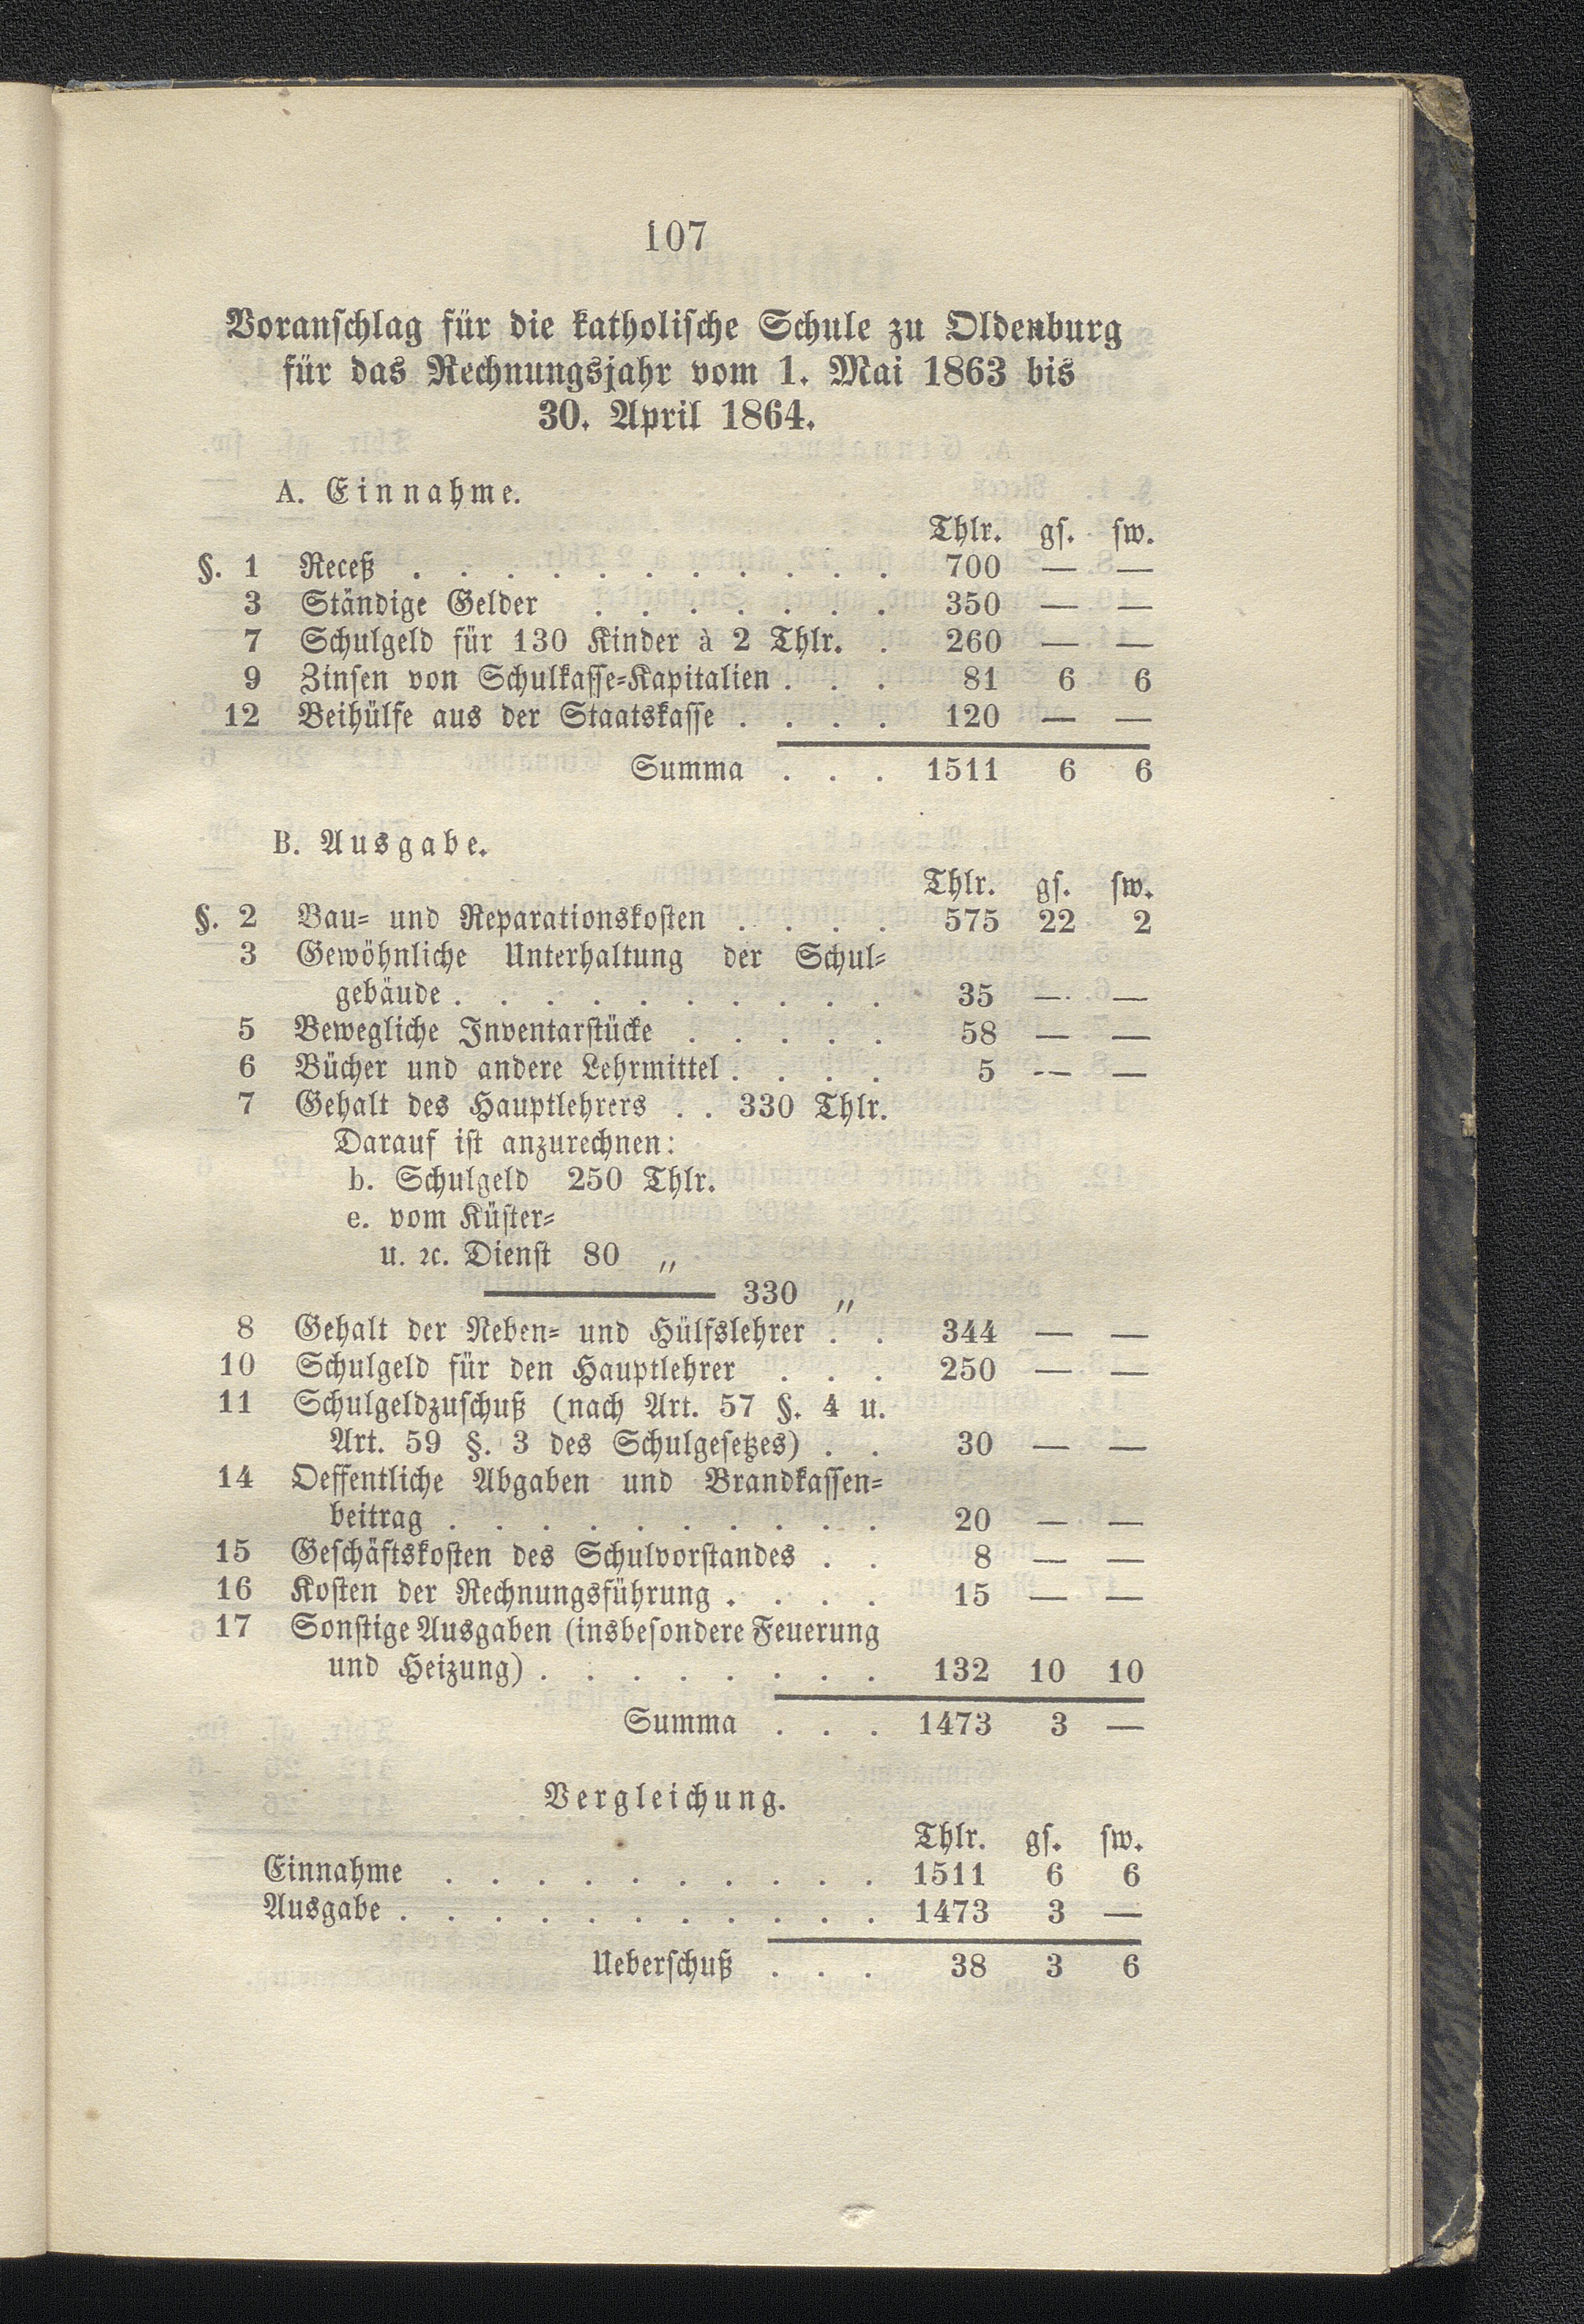 107
Voranschlag für die katholische Schule zu Oldenburg
für das Rechnungsjahr vom 1. Mai 1863 bis
30. April 1864.
A. Einnahme.
Thlr. gs. sw.
§. 1 Receß . . . . . . . . . . . 700 — —
3 Ständige Gelder . . . . . . . 350 — —
7 Schulgeld für 130 Kinder à 2 Thlr. . 260 — —
9 Zinsen von Schulkasse-Kapitalien . . . 81 6 6
12 Beihülfe aus der Staatskasse . . . . 120 — —
Summa . . . 1511 6 6
B. Ausgabe.
Thlr. gs. sw.
§. 2 Bau- und Reparationskosten . . . . 575 22 2
3 Gewöhnliche Unterhaltung der Schul-
gebäude . . . . . . . . . . 35 — —
5 Bewegliche Inventarstücke . . . . . 58 — —
6 Bücher und andere Lehrmittel . . . . 5 — —
7 Gehalt des Hauptlehrers . . 330 Thlr.
Darauf ist anzurechnen:
b. Schulgeld 250 Thlr.
e. vom Küster-
u. ꝛc. Dienst 80 „
330 „
8 Gehalt der Neben- und Hülfslehrer . . 344 — —
10 Schulgeld für den Hauptlehrer . . . 250 — —
11 Schulgeldzuschuß (nach Art. 57 §. 4 u.
Art. 59 §. 3 des Schulgesetzes) . . 30 — —
14 Oeffentliche Abgaben und Brandkassen-
beitrag . . . . . . . . . . 20 — —
15 Geschäftskosten des Schulvorstandes . . 8 — —
16 Kosten der Rechnungsführung . . . . 15 — —
17 Sonstige Ausgaben (insbesondere Feuerung
und Heizung) . . . . . . . . 132 10 10
Summa . . . 1473 3 —
Vergleichung.
Thlr. gs. sw.
Einnahme . . . . . . . . . . 1511 6 6
Ausgabe . . . . . . . . . . . 1473 3 —
Ueberschuß . . . 38 3 6